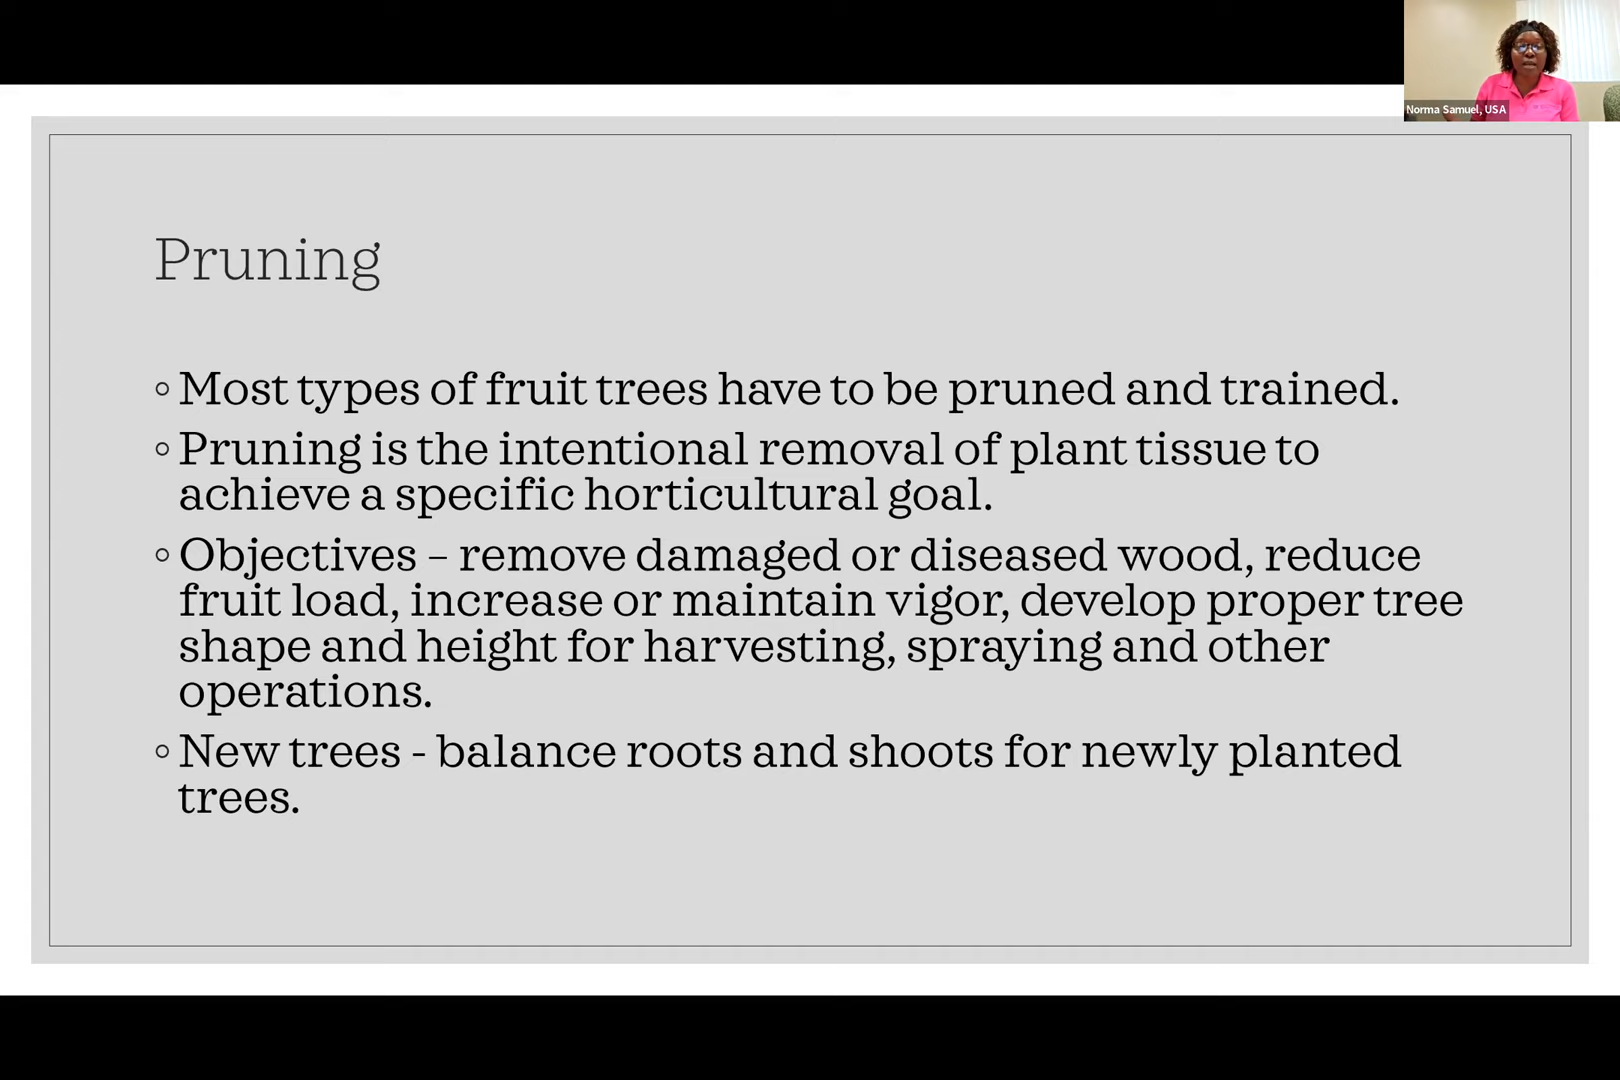 Norma Samuel, USA
Pruning
◦ Most types of fruit trees have to be pruned and trained.
◦ Pruning is the intentional removal of plant tissue to
achieve a specific horticultural goal.
◦ Objectives – remove damaged or diseased wood, reduce
fruit load, increase or maintain vigor, develop proper tree
shape and height for harvesting, spraying and other
operations.
◦ New trees - balance roots and shoots for newly planted
trees.